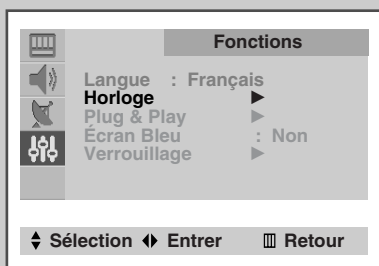 Fonctions
Langue : Français
Horloge ►
Plug & Play ►
Écran Bleu : Non
Verrouillage ►
Sélection Entrer Retour